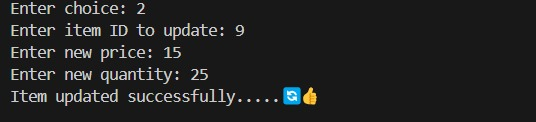 Enter choice: 2
Enter item ID to update: 9
Enter new price: 15
Enter new quantity: 25
Item updated successfully.....🔄👍